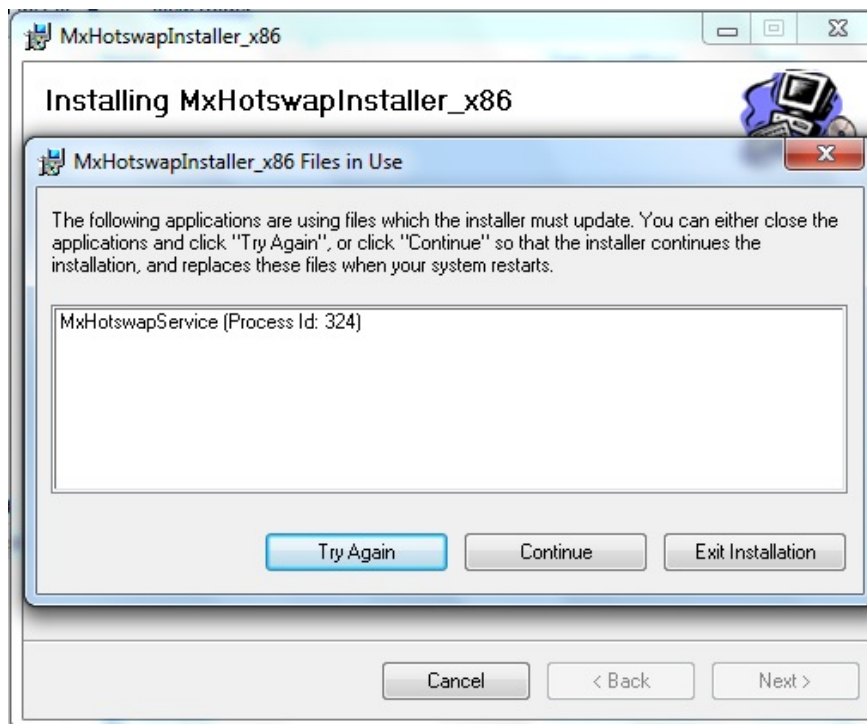 MxHotswapInstaller_x86
Installing MxHotswapInstaller_x86
MxHotswapInstaller_x86 Files in Use
The following applications are using files which the installer must update. You can either close the
applications and click "Try Again", or click "Continue" so that the installer continues the
installation, and replaces these files when your system restarts.
MxHotswapService (Process Id: 324)
Try Again
Continue
Exit Installation
Cancel
< Back
Next >